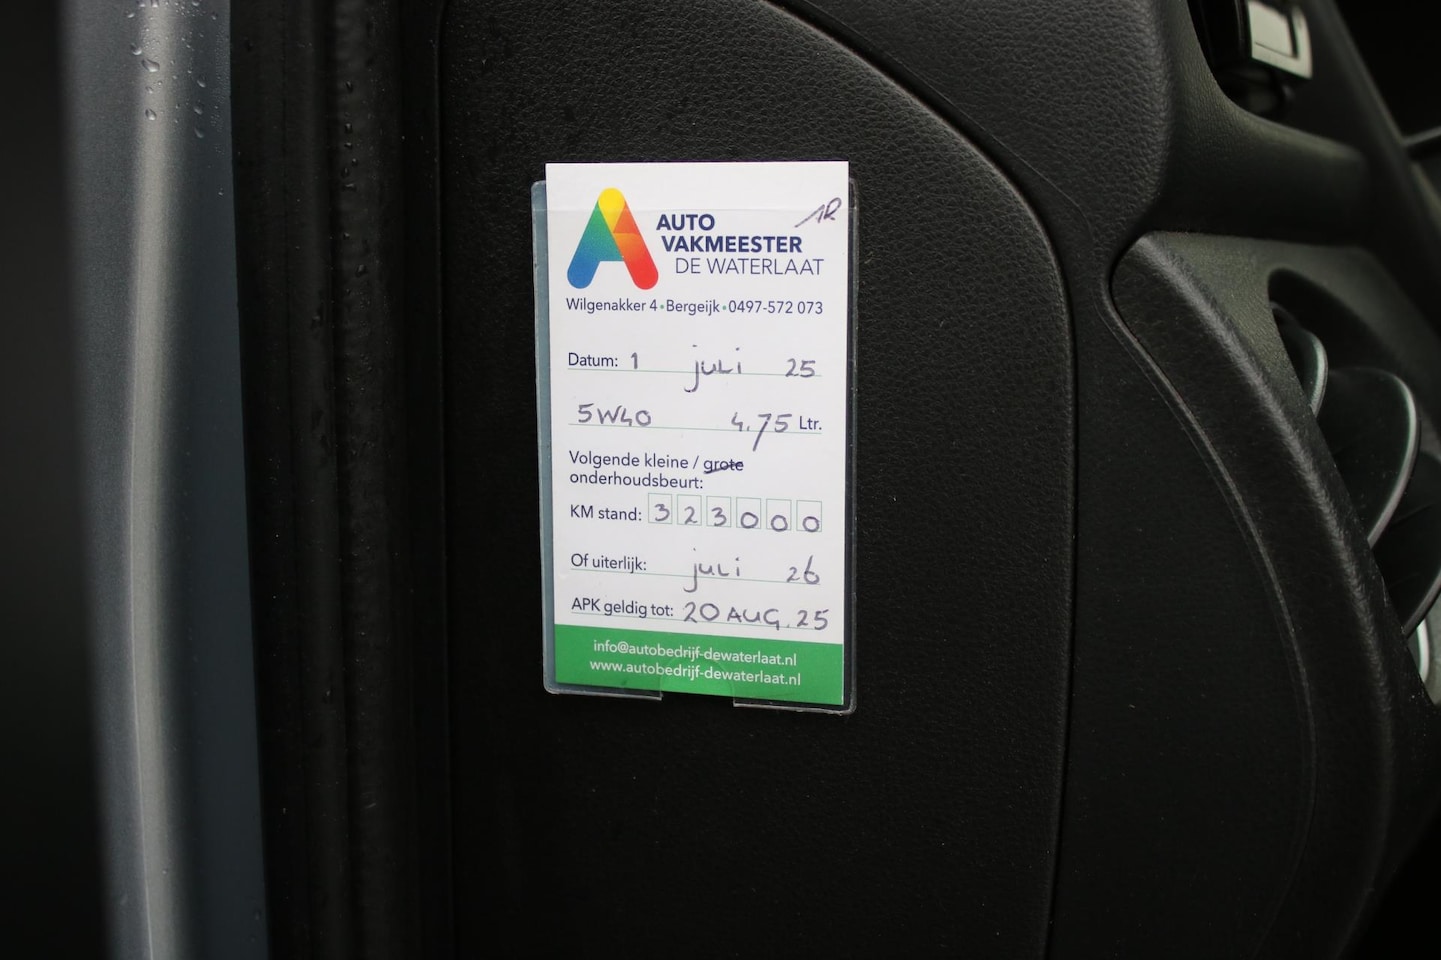 AUTO
VAKMEESTER
DE WATERLAAT
Wilgenakker 4 • Bergeijk • 0497-572 073
Datum: 1 juli 25
5W40 4.75 Ltr.
Volgende kleine / grote
onderhoudsbeurt:
KM stand: 323000
Of uiterlijk: juli 26
APK geldig tot: 20 AUG. 25
info@autobedrijf-dewaterlaat.nl
www.autobedrijf-dewaterlaat.nl